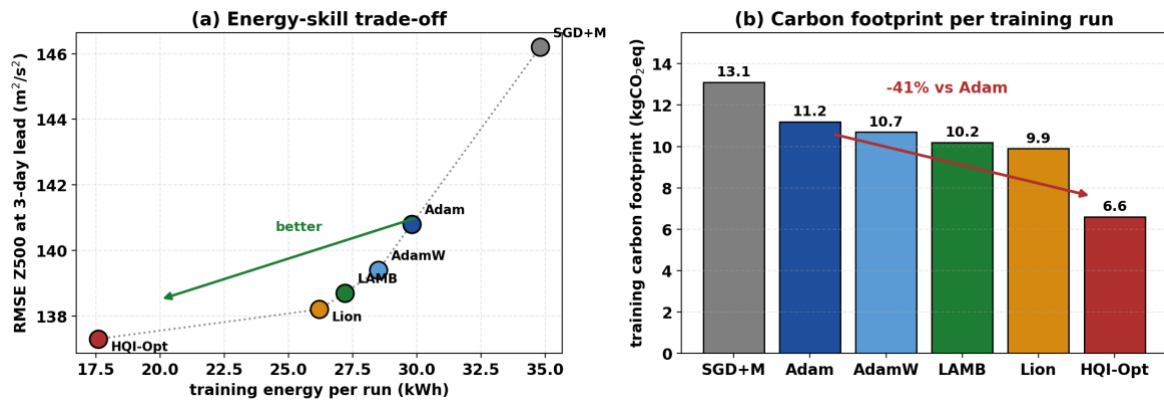 (a) Energy-skill trade-off
RMSE Z500 at 3-day lead (m²/s²)
146
144
142
140
138
SGD+M
Adam
better
AdamW
LAMB
Lion
HQI-Opt
17.5 20.0 22.5 25.0 27.5 30.0 32.5 35.0
training energy per run (kWh)
(b) Carbon footprint per training run
training carbon footprint (kgCO₂eq)
14
12
10
8
6
4
2
0
-41% vs Adam
13.1
11.2
10.7
10.2
9.9
6.6
SGD+M Adam AdamW LAMB Lion HQI-Opt